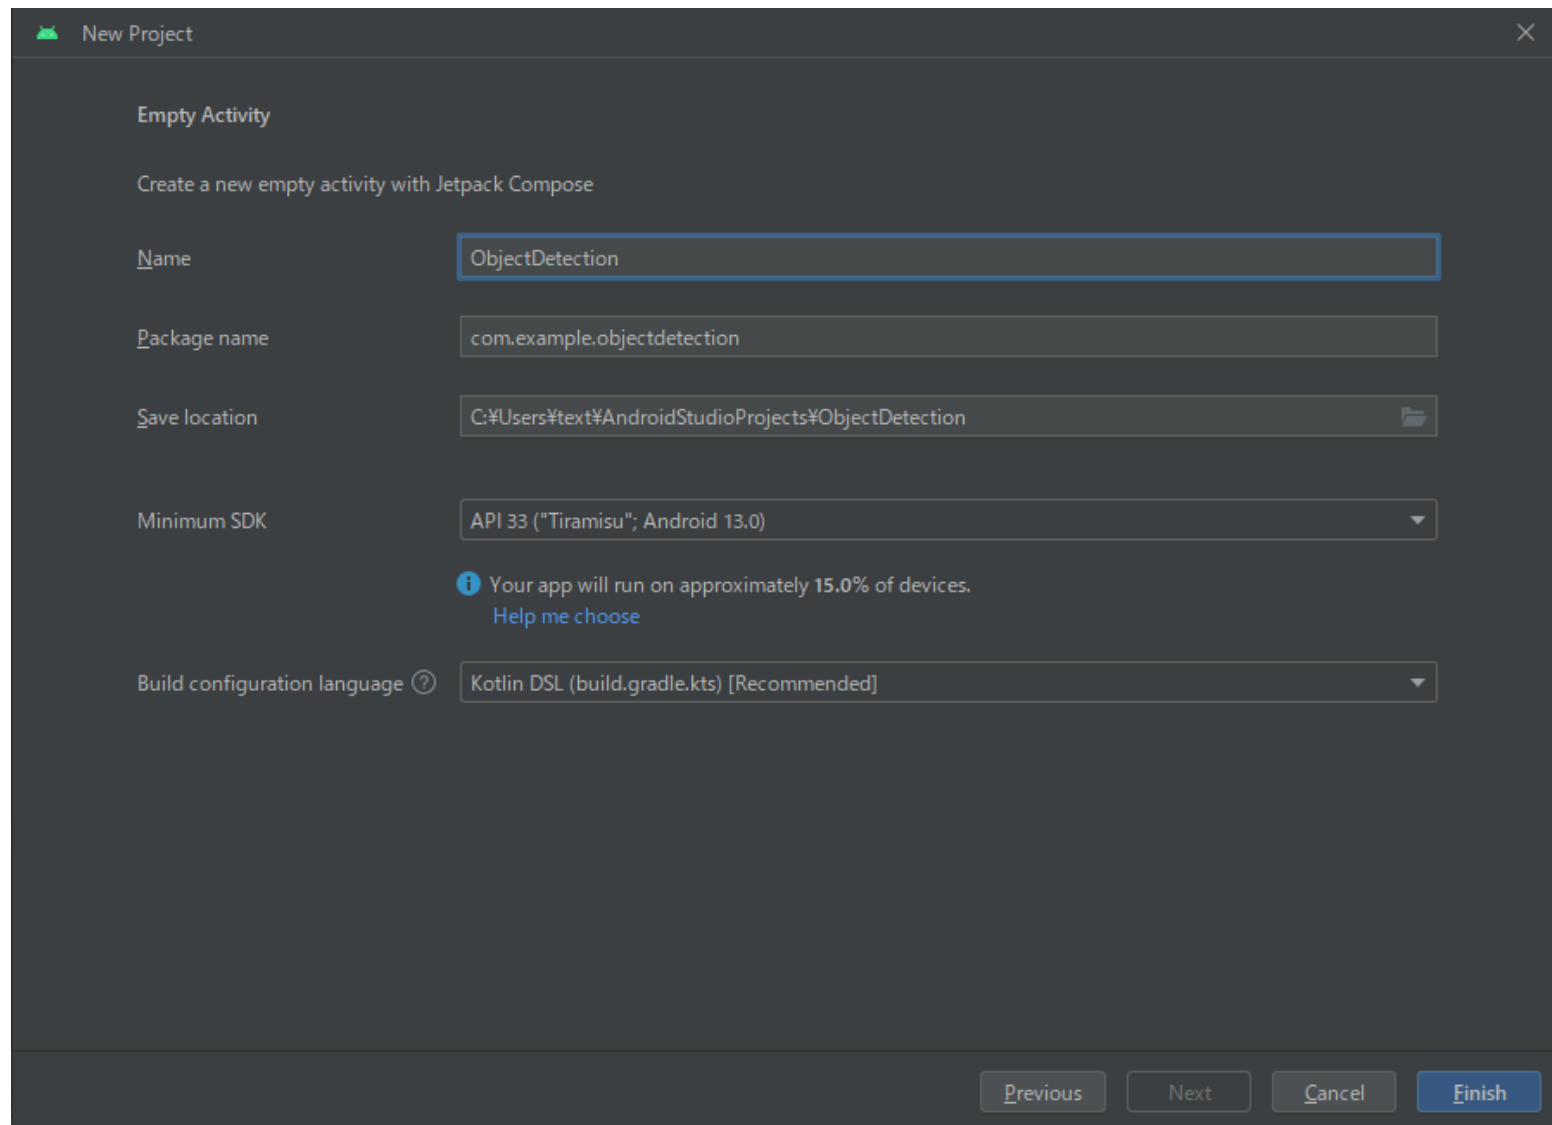 New Project
Empty Activity
Create a new empty activity with Jetpack Compose
Name
ObjectDetection
Package name
com.example.objectdetection
Save location
C:¥Users¥text¥AndroidStudioProjects¥ObjectDetection
Minimum SDK
API 33 ("Tiramisu"; Android 13.0)
Your app will run on approximately 15.0% of devices.
Help me choose
Build configuration language
Kotlin DSL (build.gradle.kts) [Recommended]
Previous
Next
Cancel
Finish